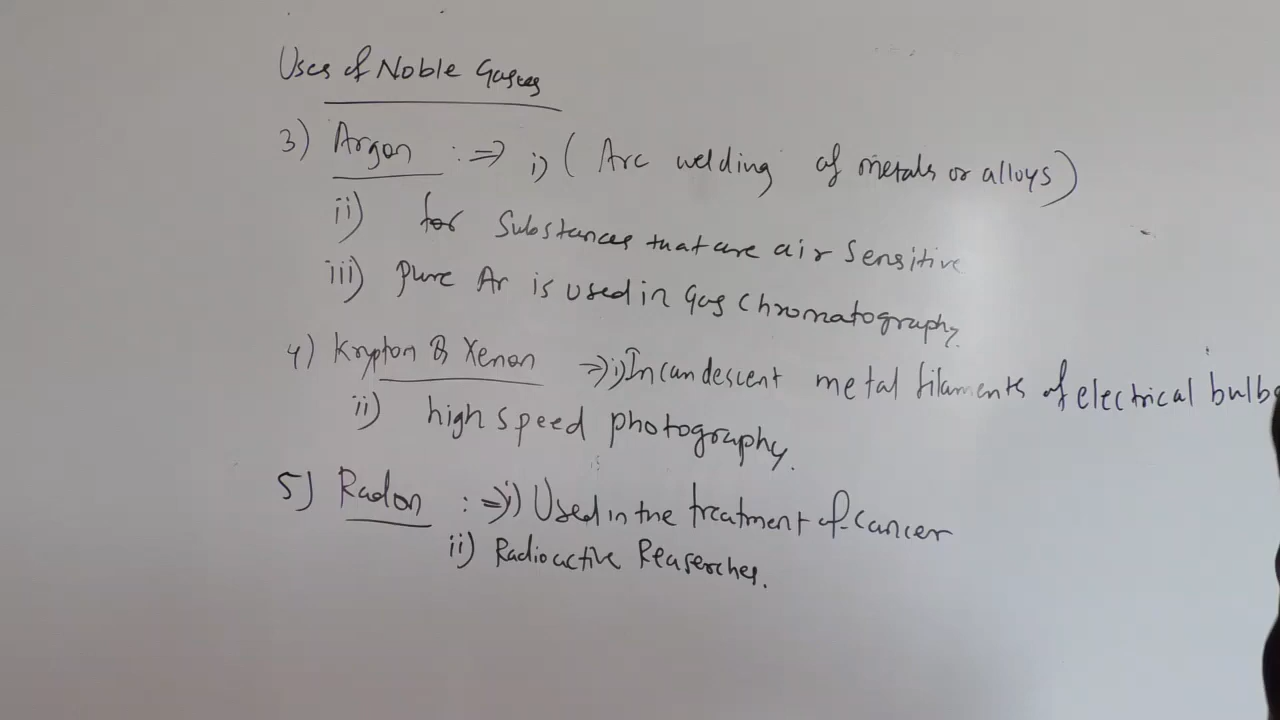 Uses of Noble Gases
3) Argon :⇒ i) (Arc welding of metals or alloys)
ii) for Substances that are air Sensitive
iii) pure Ar is used in Gas Chromatography.
4) Krypton & Xenon ⇒ i) Incandescent metal filaments of electrical bulbs
ii) high speed photography.
5) Radon :⇒ i) Used in the treatment of cancer
ii) Radioactive Reaserches.